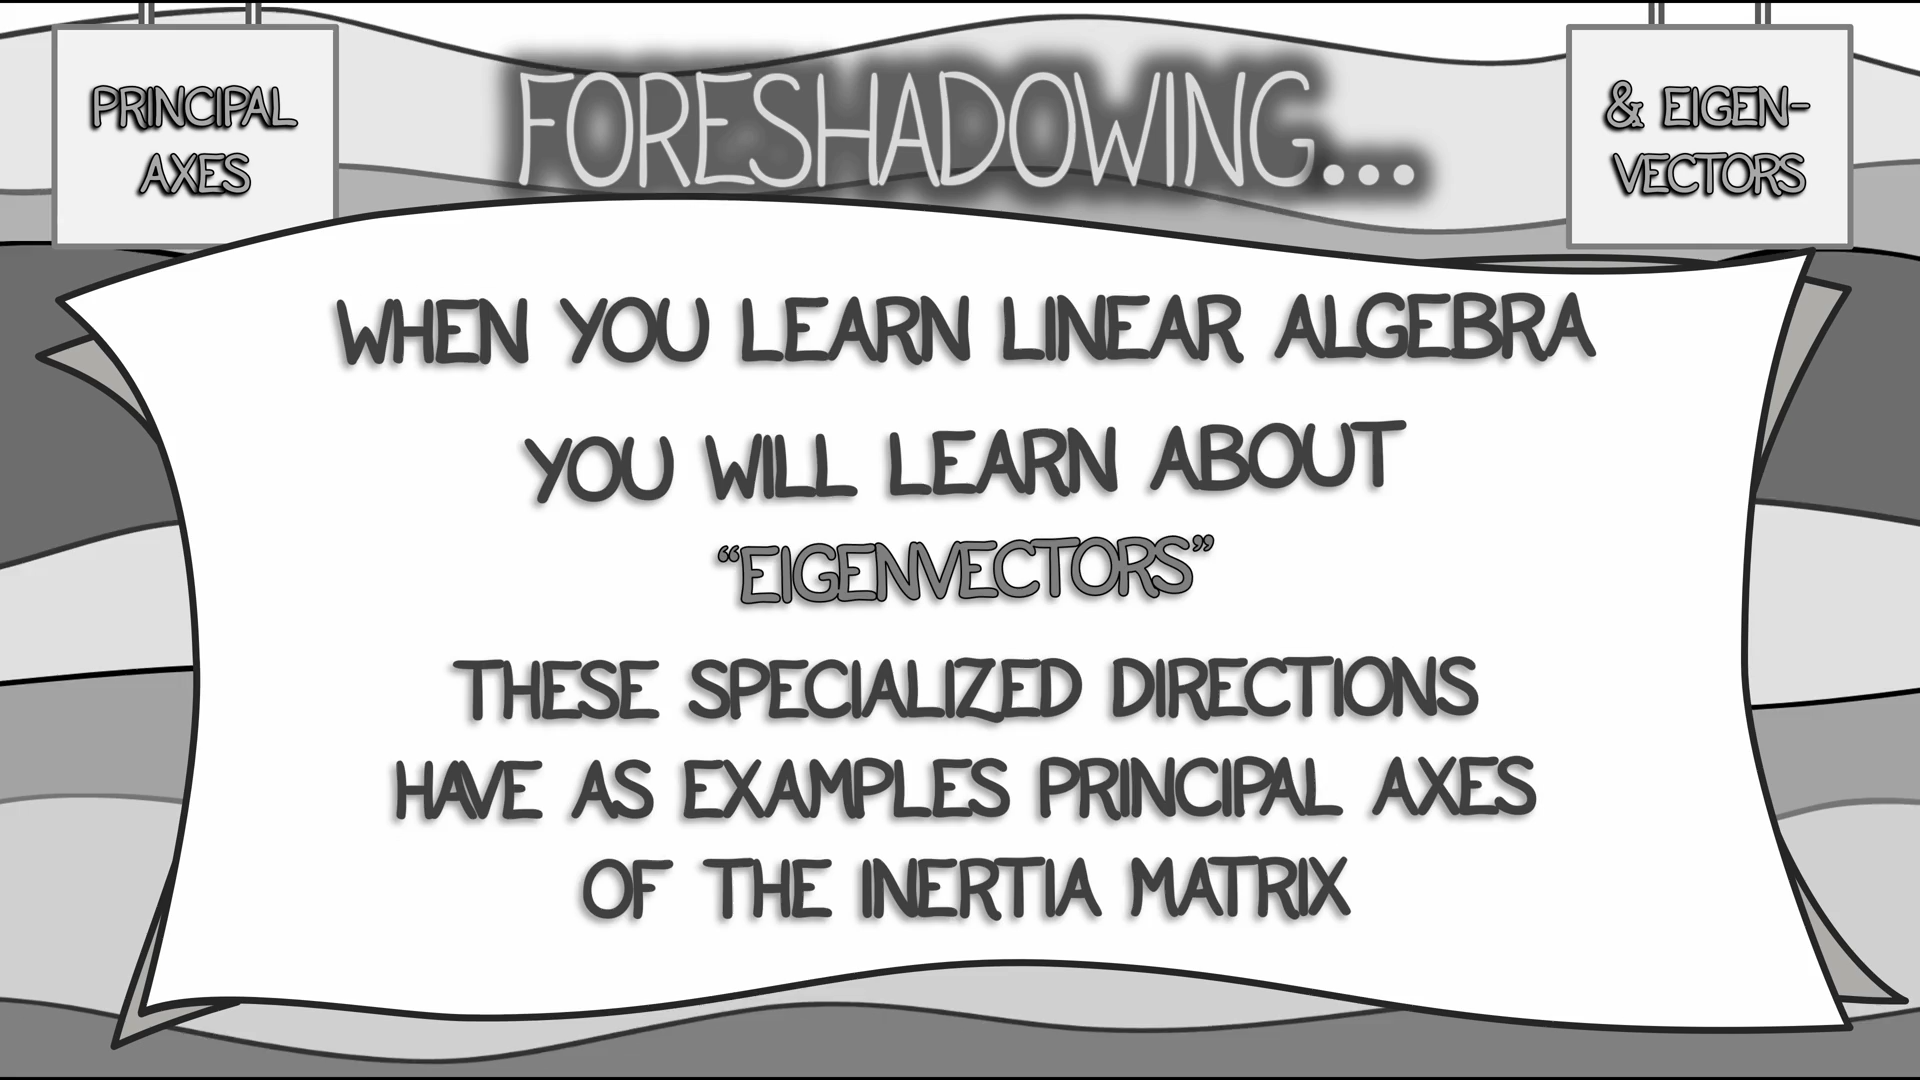 PRINCIPAL
AXES
FORESHADOWING...
& EIGEN-
VECTORS
WHEN YOU LEARN LINEAR ALGEBRA
YOU WILL LEARN ABOUT
“EIGENVECTORS”
THESE SPECIALIZED DIRECTIONS
HAVE AS EXAMPLES PRINCIPAL AXES
OF THE INERTIA MATRIX